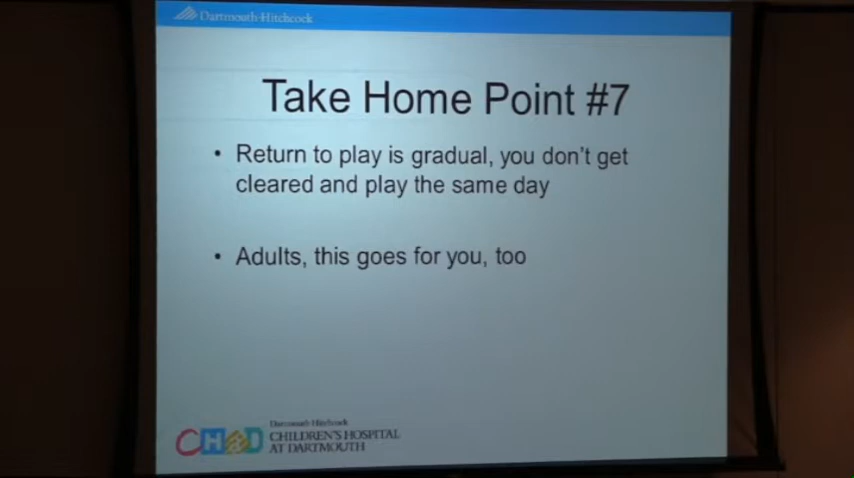 Dartmouth-Hitchcock
Take Home Point #7
• Return to play is gradual, you don't get
cleared and play the same day
• Adults, this goes for you, too
Dartmouth-Hitchcock
CH@D CHILDREN'S HOSPITAL
AT DARTMOUTH